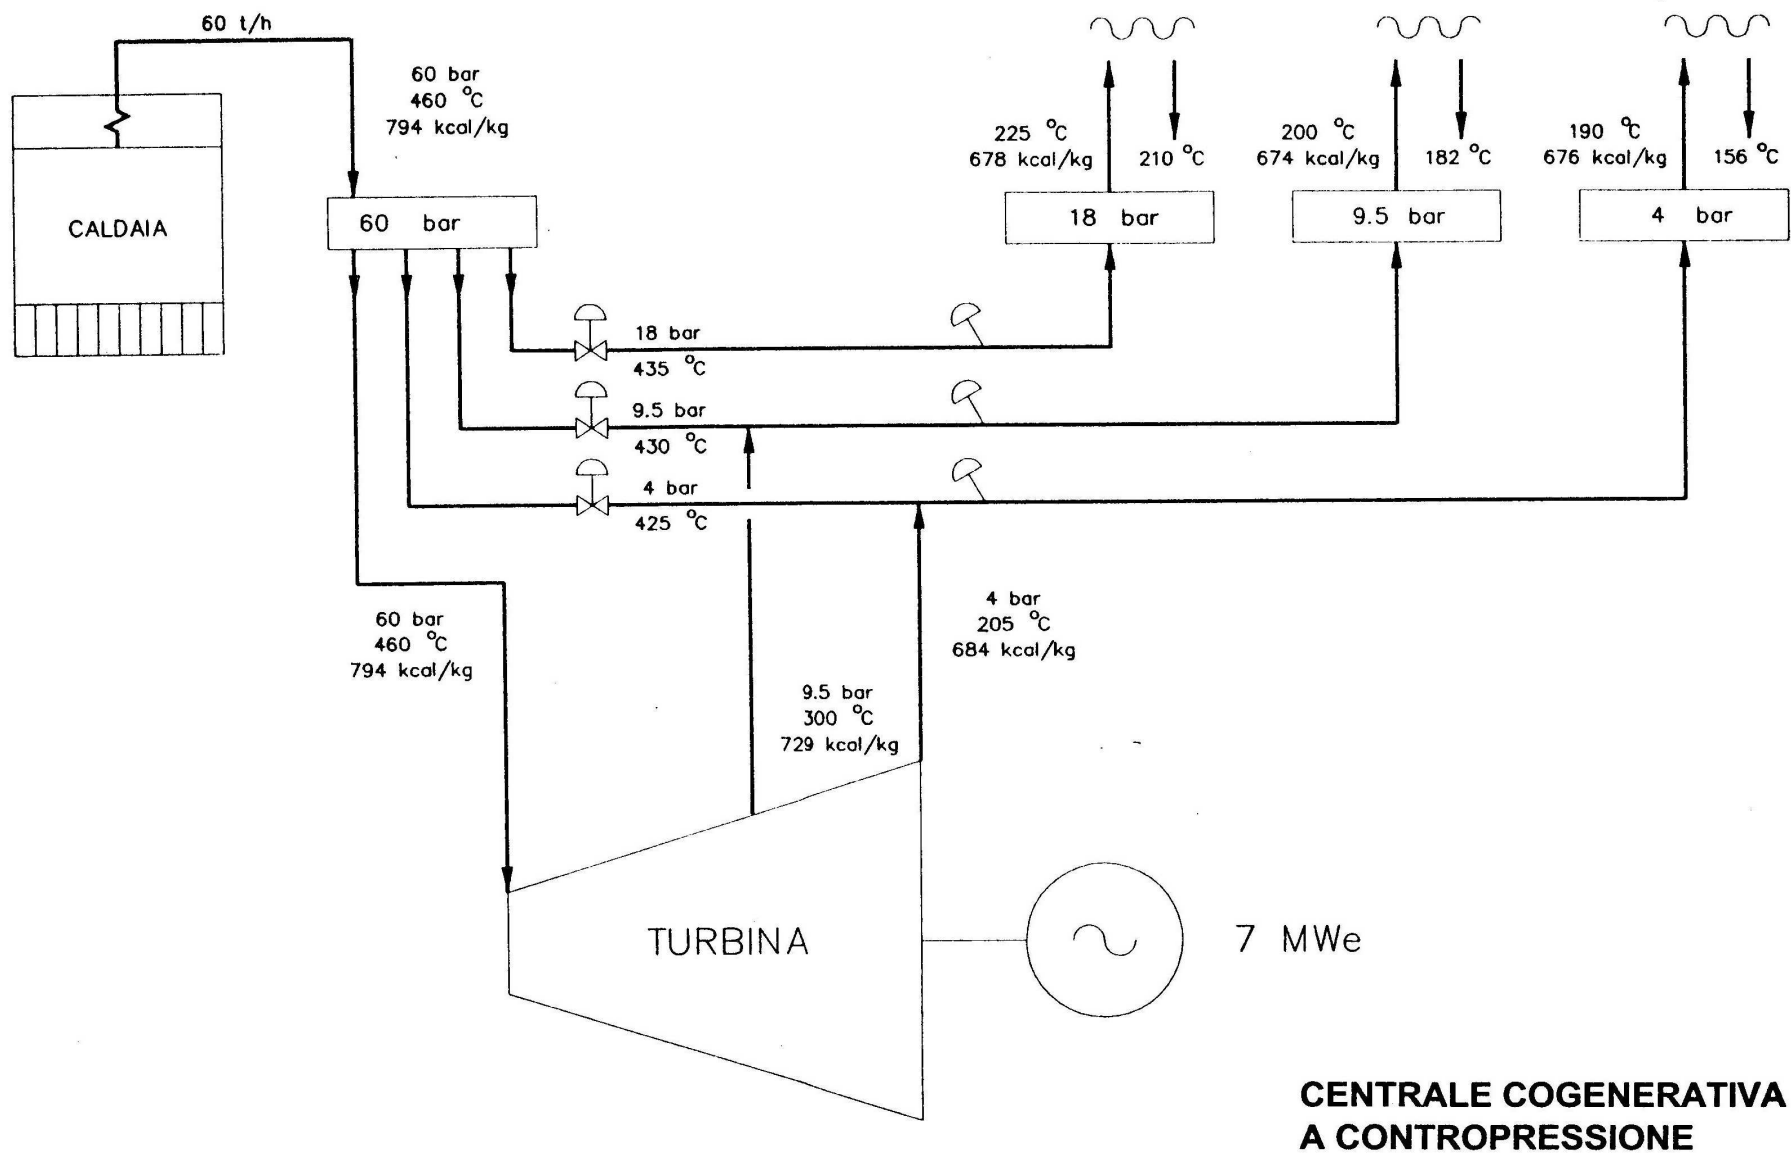 60 t/h
60 bar
460 °C
794 kcal/kg
CALDAIA
60 bar
225 °C
678 kcal/kg
210 °C
200 °C
674 kcal/kg
182 °C
190 °C
676 kcal/kg
156 °C
18 bar
9.5 bar
4 bar
18 bar
435 °C
9.5 bar
430 °C
4 bar
425 °C
60 bar
460 °C
794 kcal/kg
4 bar
205 °C
684 kcal/kg
9.5 bar
300 °C
729 kcal/kg
TURBINA
7 MWe
CENTRALE COGENERATIVA
A CONTROPRESSIONE